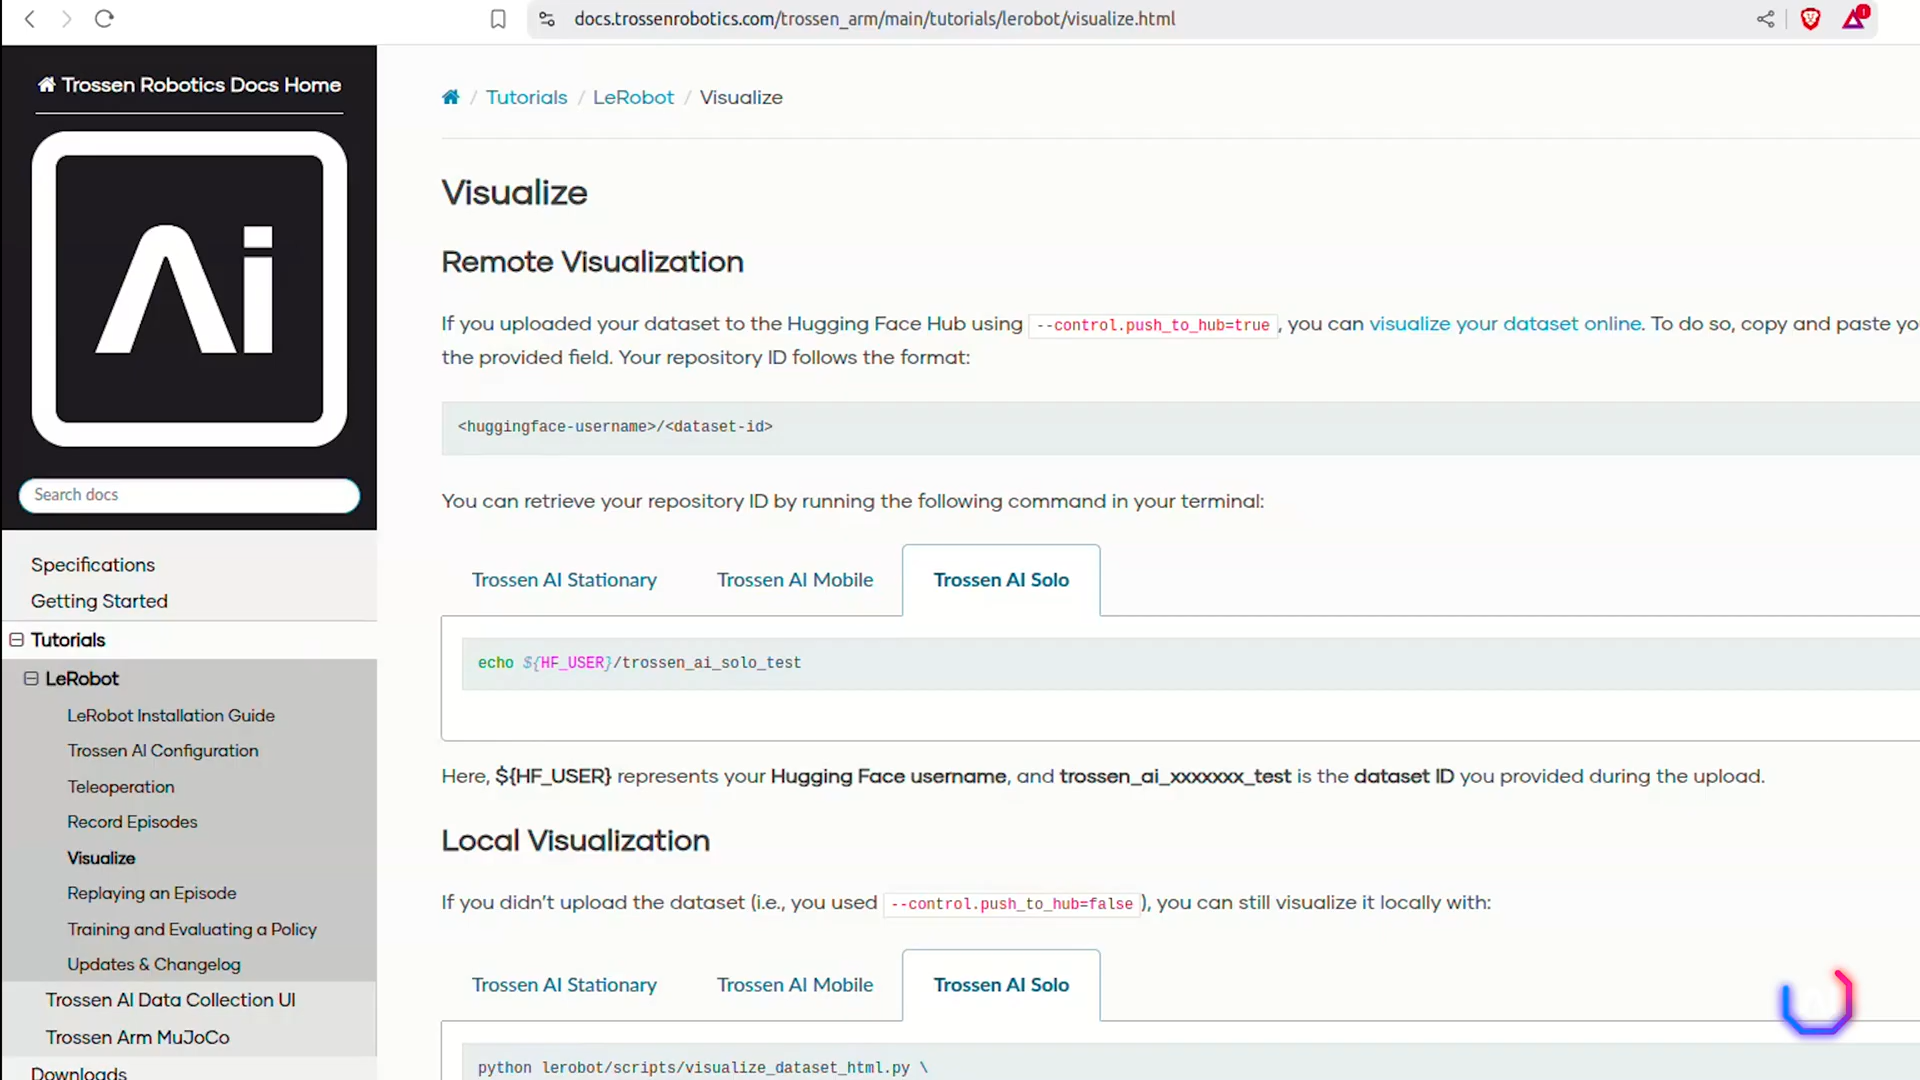 docs.trossenrobotics.com/trossen_arm/main/tutorials/lerobot/visualize.html
Trossen Robotics Docs Home
Ai
Search docs
Specifications
Getting Started
Tutorials
LeRobot
LeRobot Installation Guide
Trossen AI Configuration
Teleoperation
Record Episodes
Visualize
Replaying an Episode
Training and Evaluating a Policy
Updates & Changelog
Trossen AI Data Collection UI
Trossen Arm MuJoCo
Downloads
/ Tutorials / LeRobot / Visualize
Visualize
Remote Visualization
If you uploaded your dataset to the Hugging Face Hub using --control.push_to_hub=true, you can visualize your dataset online. To do so, copy and paste yo
the provided field. Your repository ID follows the format:
<huggingface-username>/<dataset-id>
You can retrieve your repository ID by running the following command in your terminal:
Trossen AI Stationary Trossen AI Mobile Trossen AI Solo
echo ${HF_USER}/trossen_ai_solo_test
Here, ${HF_USER} represents your Hugging Face username, and trossen_ai_xxxxxxx_test is the dataset ID you provided during the upload.
Local Visualization
If you didn't upload the dataset (i.e., you used --control.push_to_hub=false), you can still visualize it locally with:
Trossen AI Stationary Trossen AI Mobile Trossen AI Solo
python lerobot/scripts/visualize_dataset_html.py \